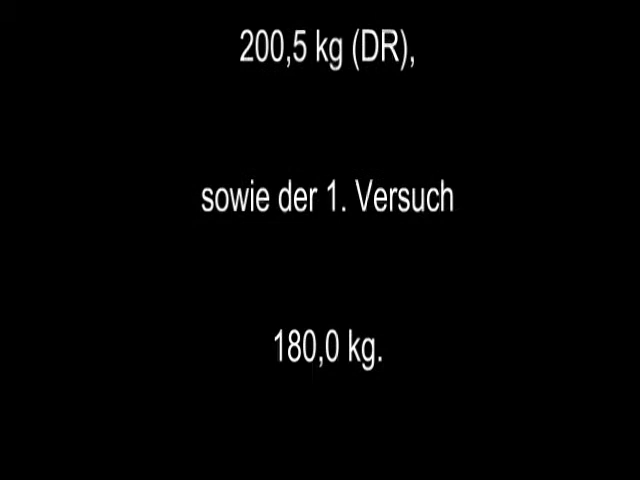 200,5 kg (DR),
sowie der 1. Versuch
180,0 kg.